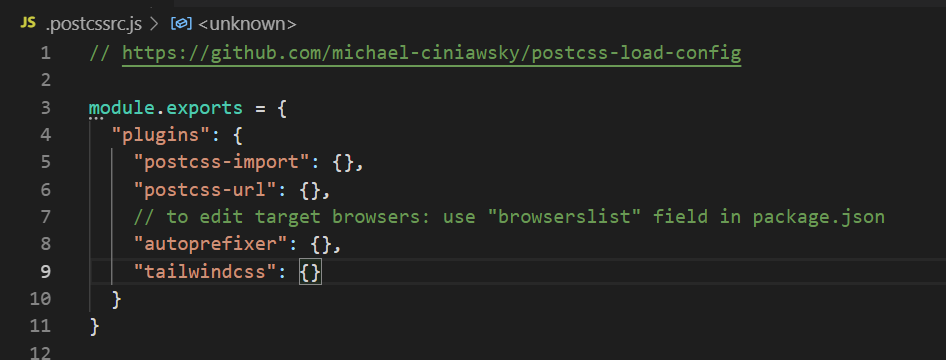 JS .postcssrc.js > <unknown>
1 // https://github.com/michael-ciniawsky/postcss-load-config
2
3 module.exports = {
4 "plugins": {
5 "postcss-import": {},
6 "postcss-url": {},
7 // to edit target browsers: use "browserslist" field in package.json
8 "autoprefixer": {},
9 "tailwindcss": {}
10 }
11 }
12